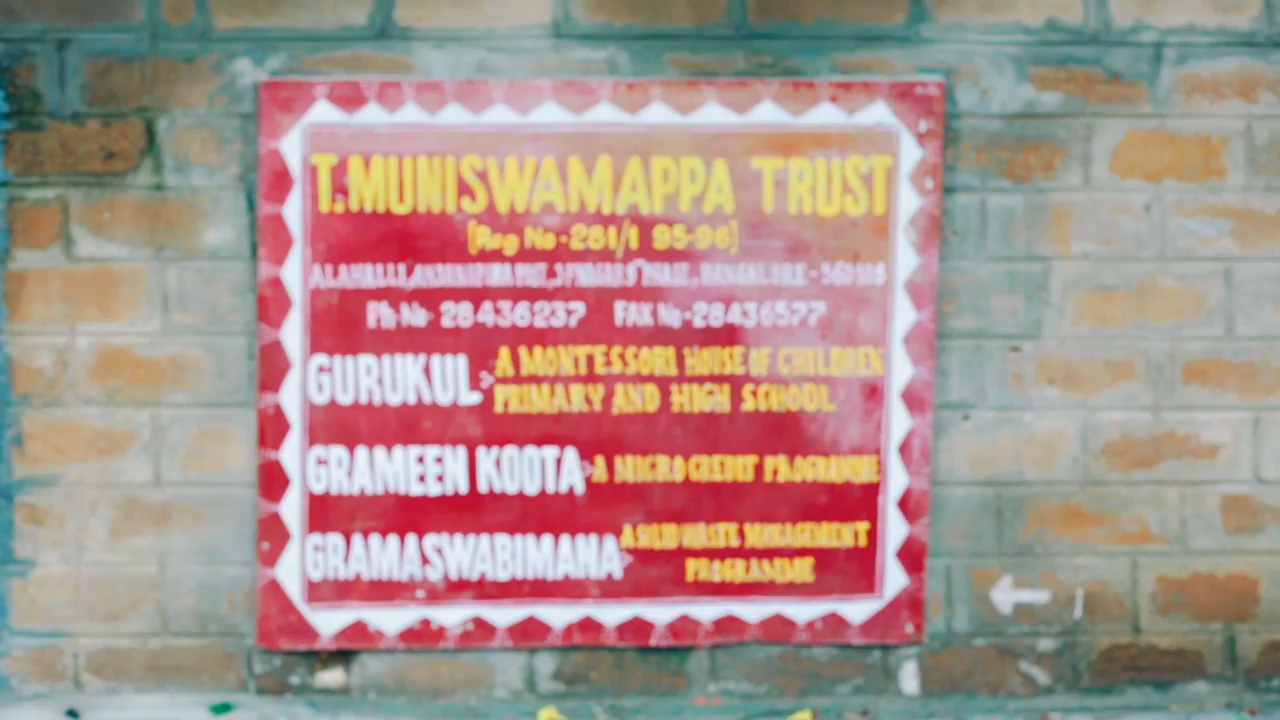 T.MUNISWAMAPPA TRUST
[Reg No-281/1 95-96]
BANGALORE-
Ph No 28436237 FAX No-28436577
GURUKUL A MONTESSORI HOUSE OF CHILDREN
PRIMARY AND HIGH SCHOOL
GRAMEEN KOOTA A MICRO CREDIT PROGRAMME
GRAMASWABIMANA A SOLID WASTE MANAGEMENT
PROGRAMME